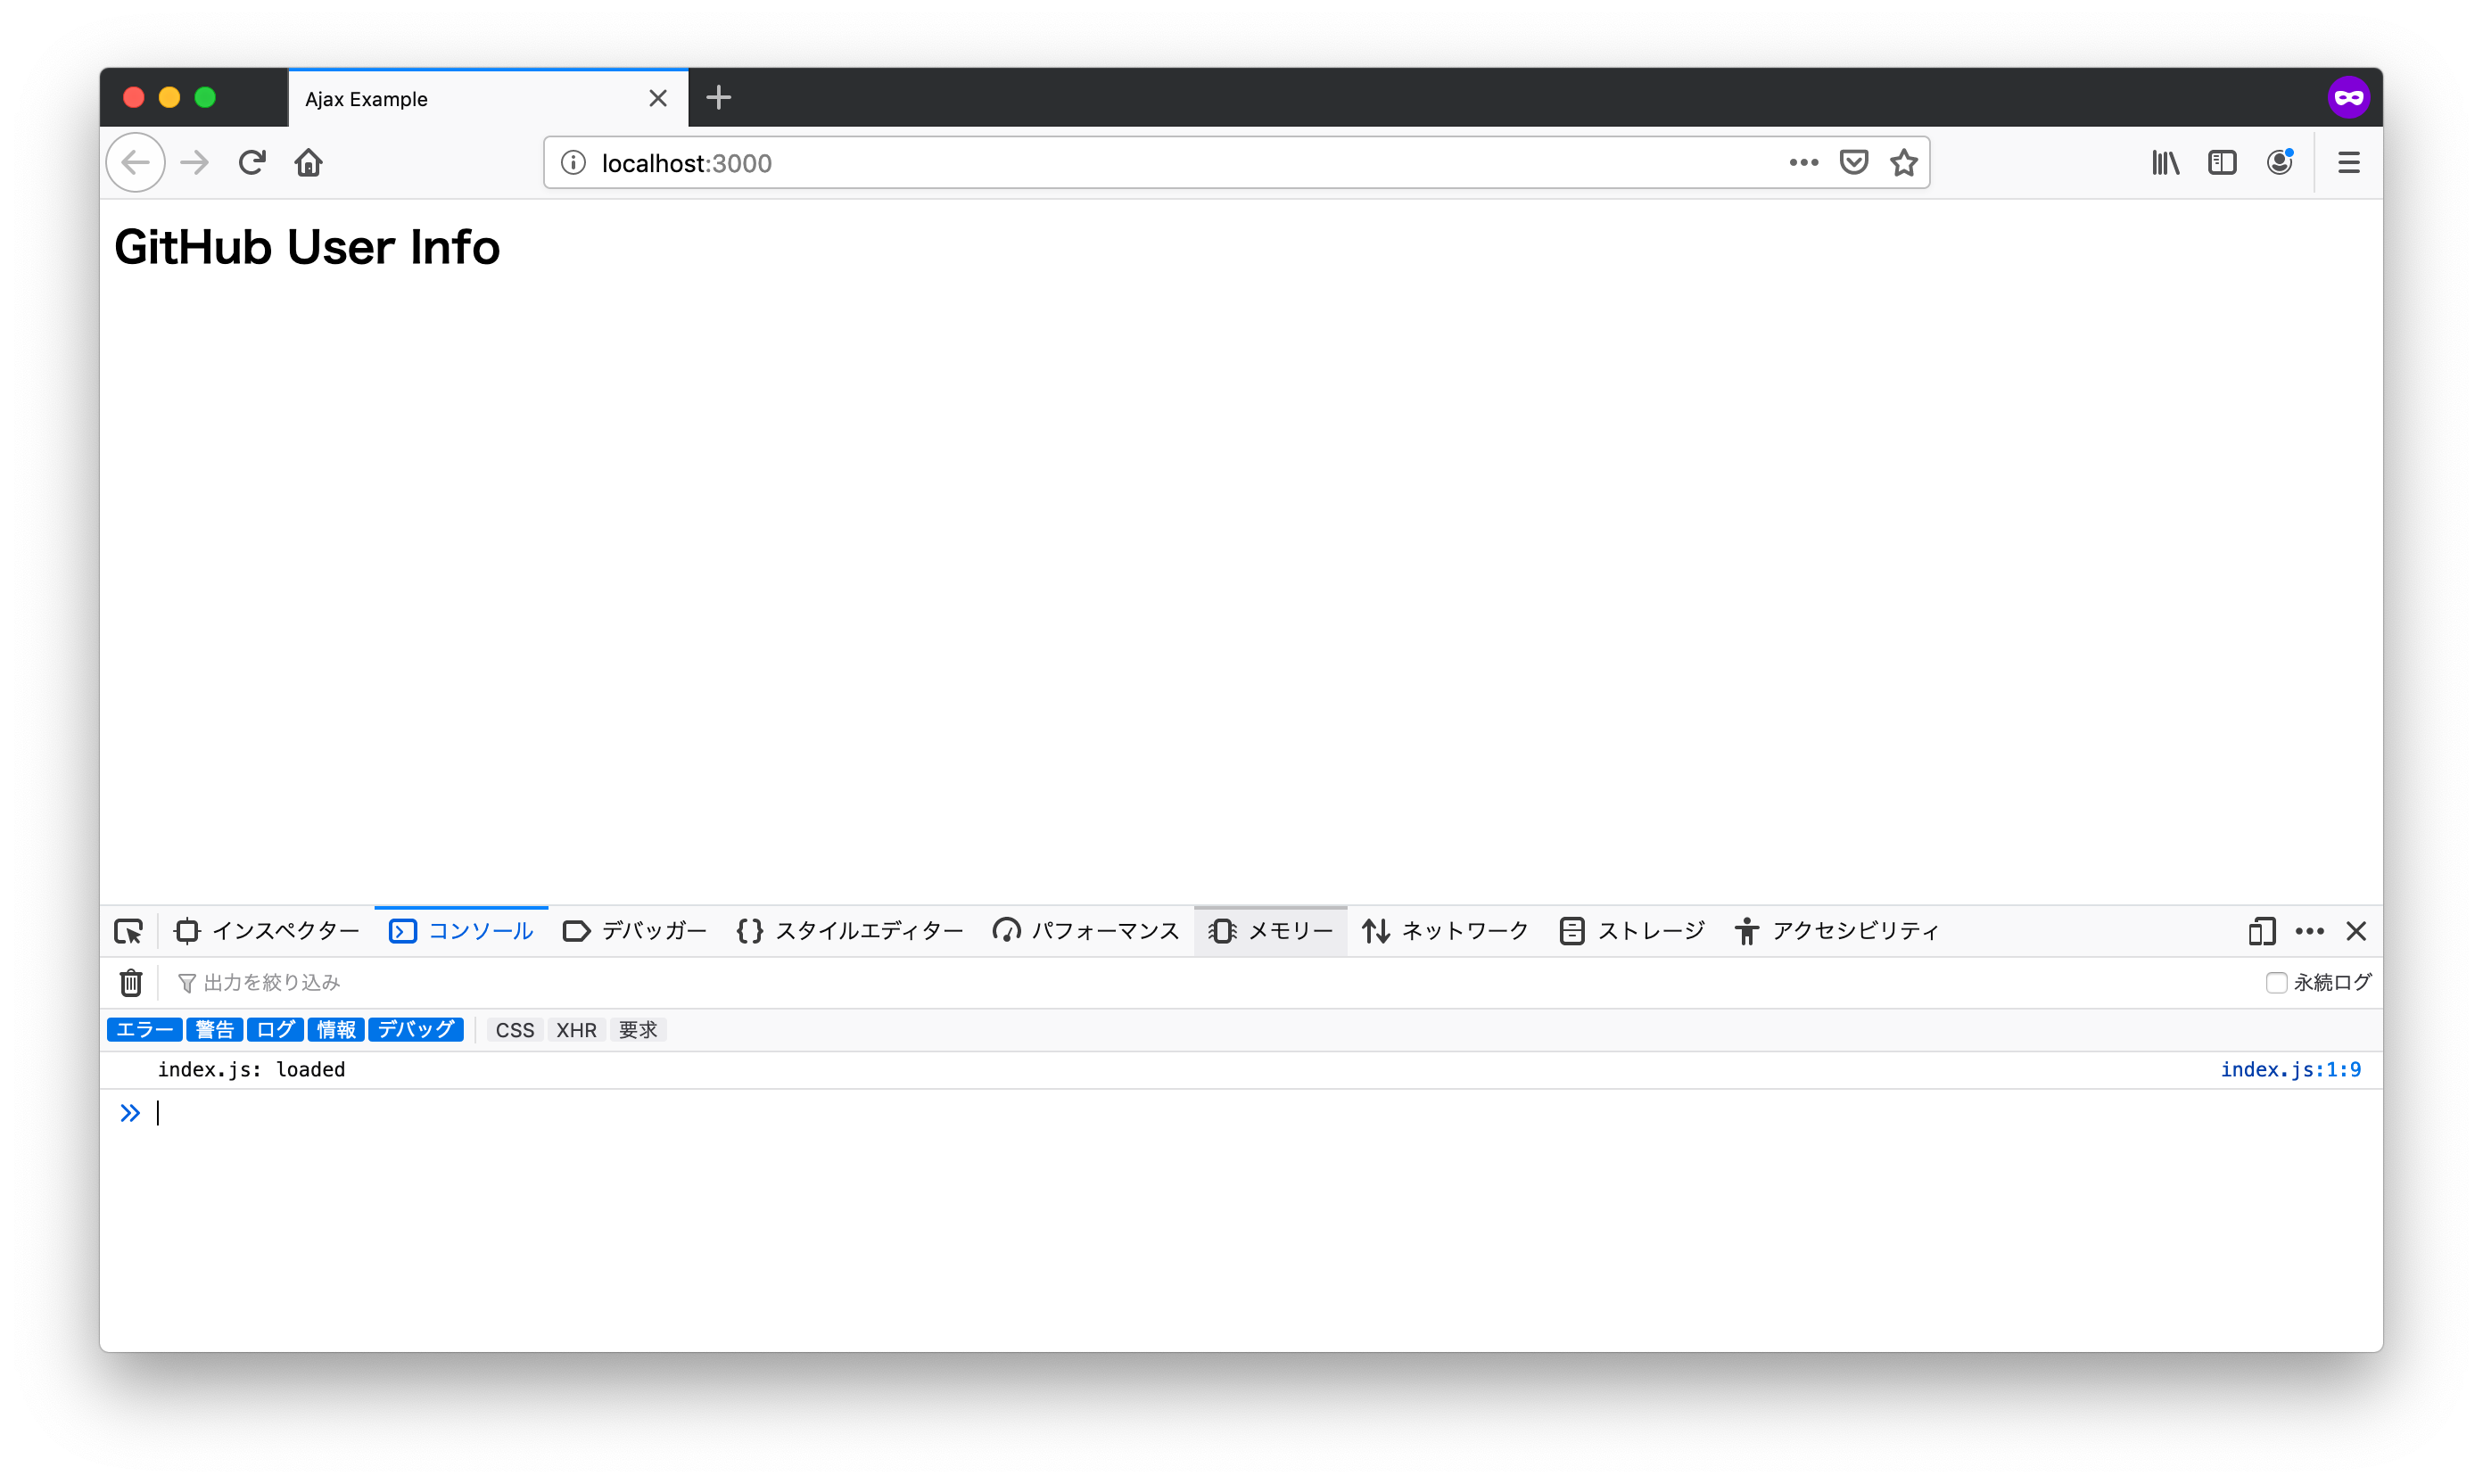 Ajax Example
localhost:3000
GitHub User Info
インスペクター コンソール デバッガー スタイルエディター パフォーマンス メモリー ネットワーク ストレージ アクセシビリティ
出力を絞り込み 永続ログ
エラー 警告 ログ 情報 デバッグ CSS XHR 要求
index.js: loaded index.js:1:9